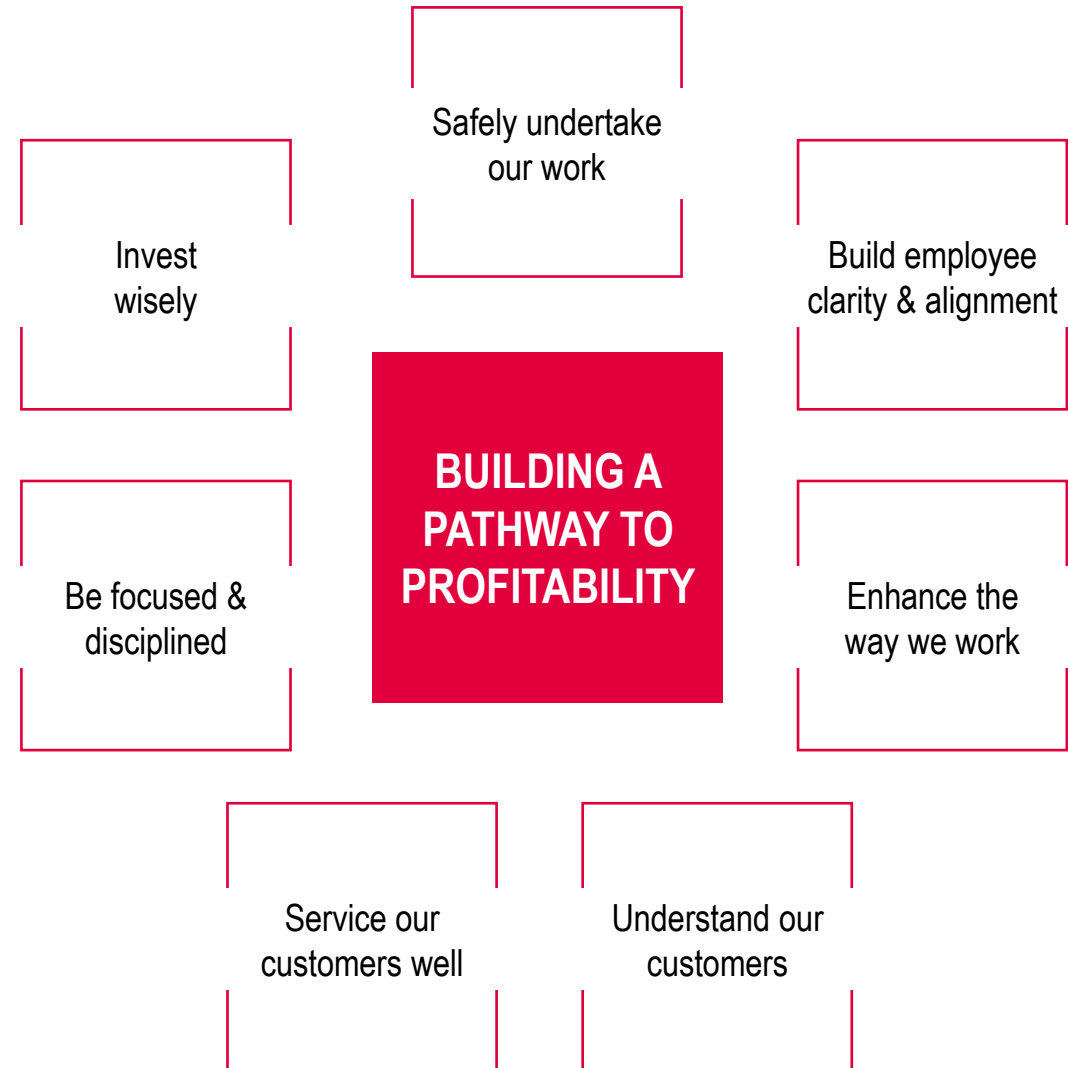 Safely undertake
our work
Invest
wisely
Build employee
clarity & alignment
BUILDING A
PATHWAY TO
PROFITABILITY
Be focused &
disciplined
Enhance the
way we work
Service our
customers well
Understand our
customers